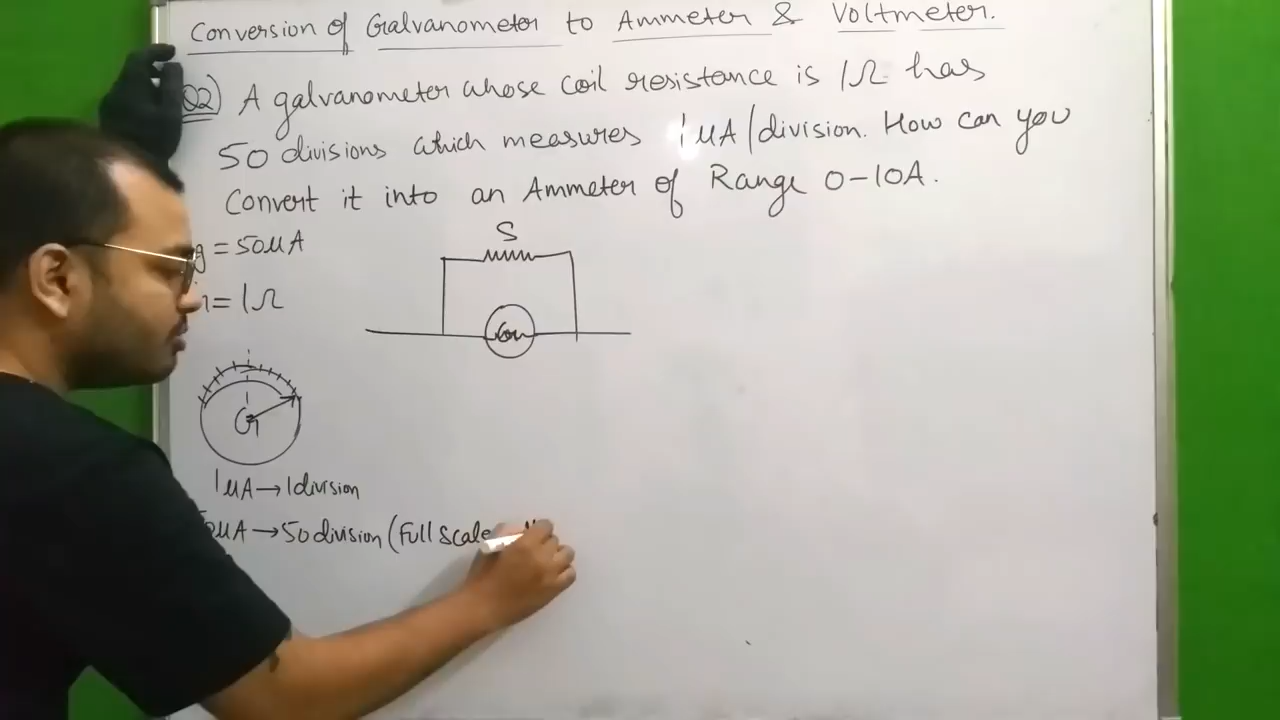 Conversion of Galvanometer to Ammeter & Voltmeter.
Q2) A galvanometer whose coil resistance is 1Ω has
50 divisions which measures 1μA/division. How can you
Convert it into an Ammeter of Range 0-10A.
g = 50μA
= 1Ω
S
G
1μA → 1division
μA → 50 division (Full scale